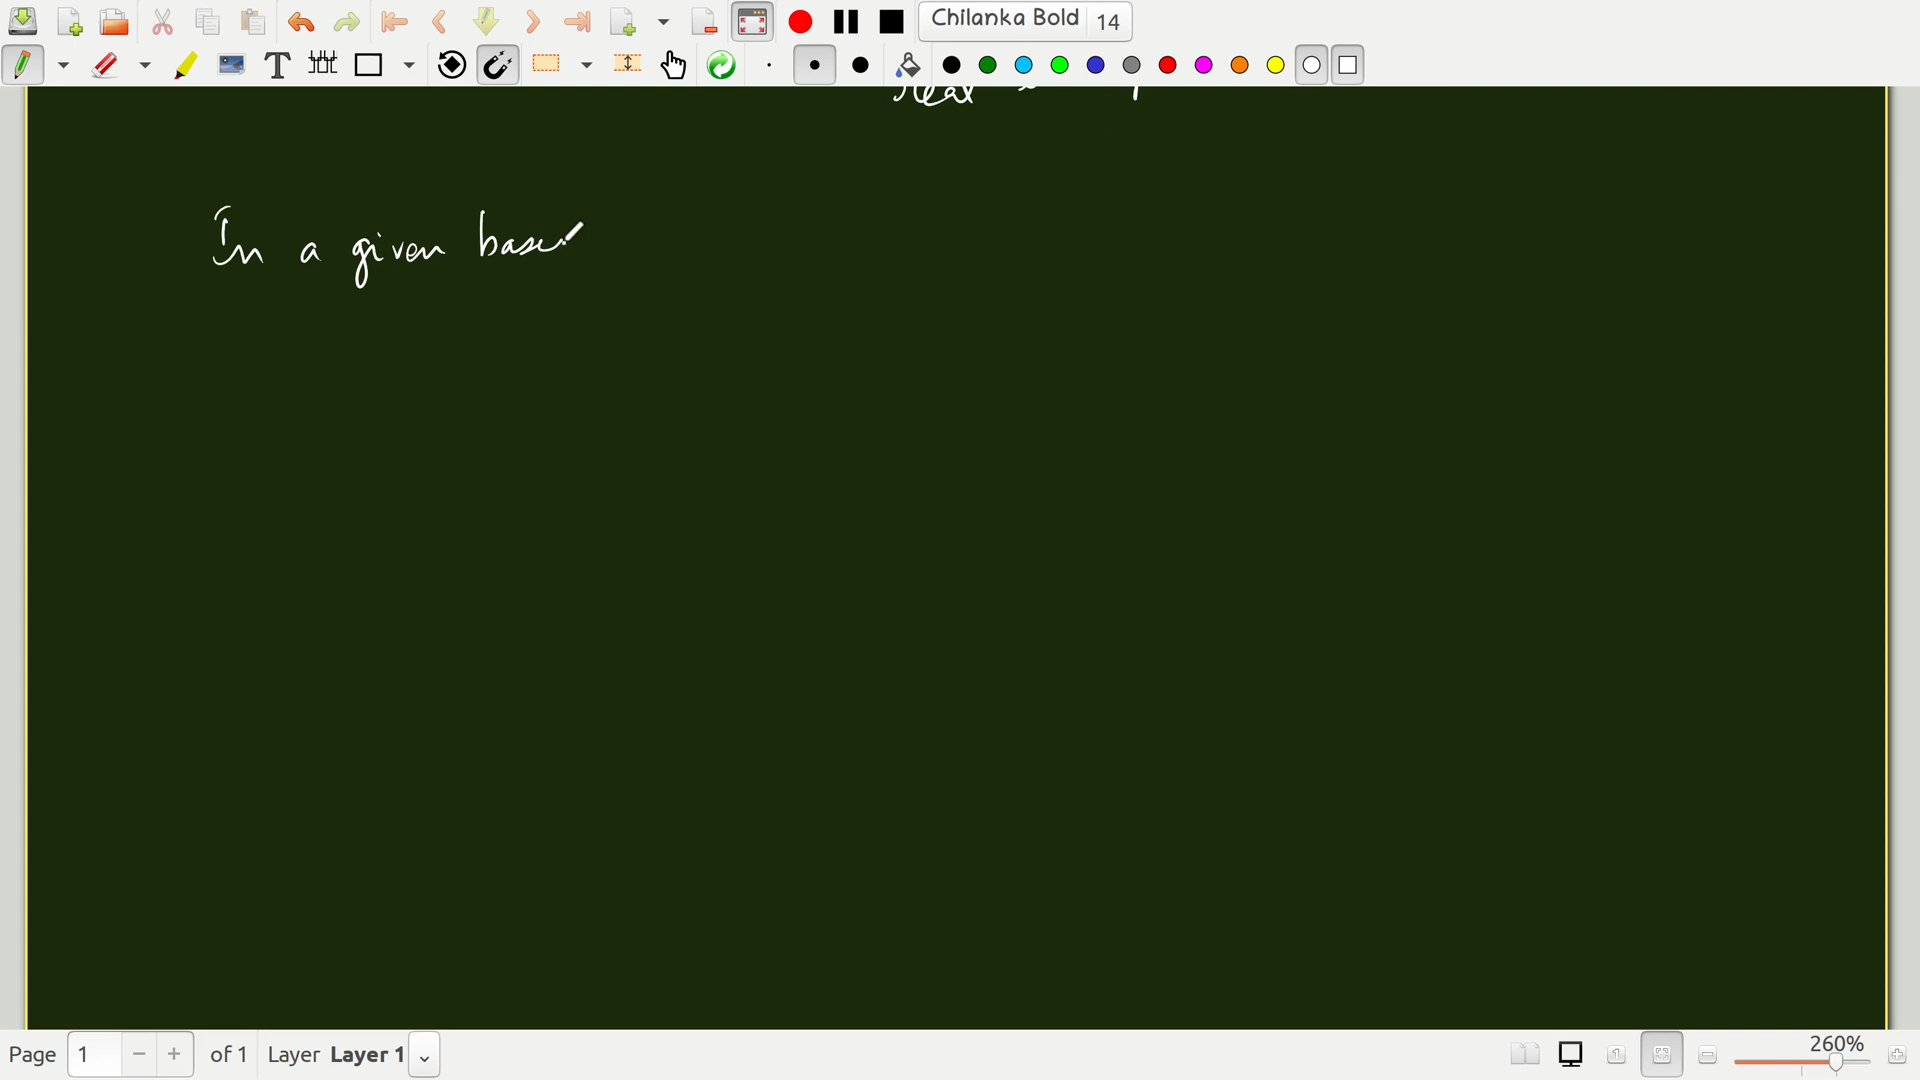 Chilanka Bold 14
In a given base
Page 1 of 1 Layer Layer 1 260%